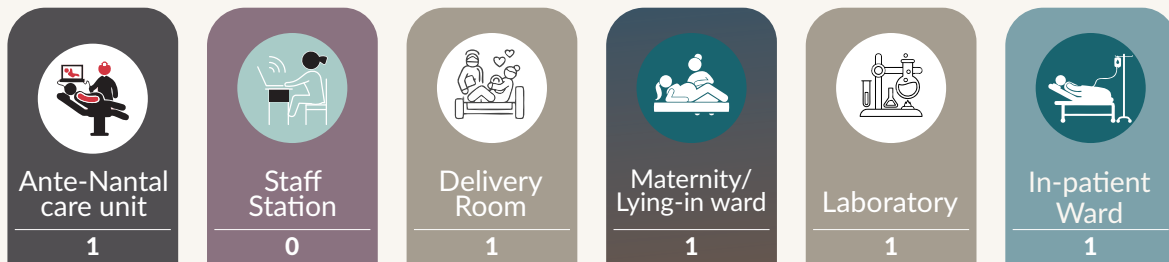 Ante-Nantal
care unit
1
Staff
Station
0
Delivery
Room
1
Maternity/
Lying-in ward
1
Laboratory
1
In-patient
Ward
1